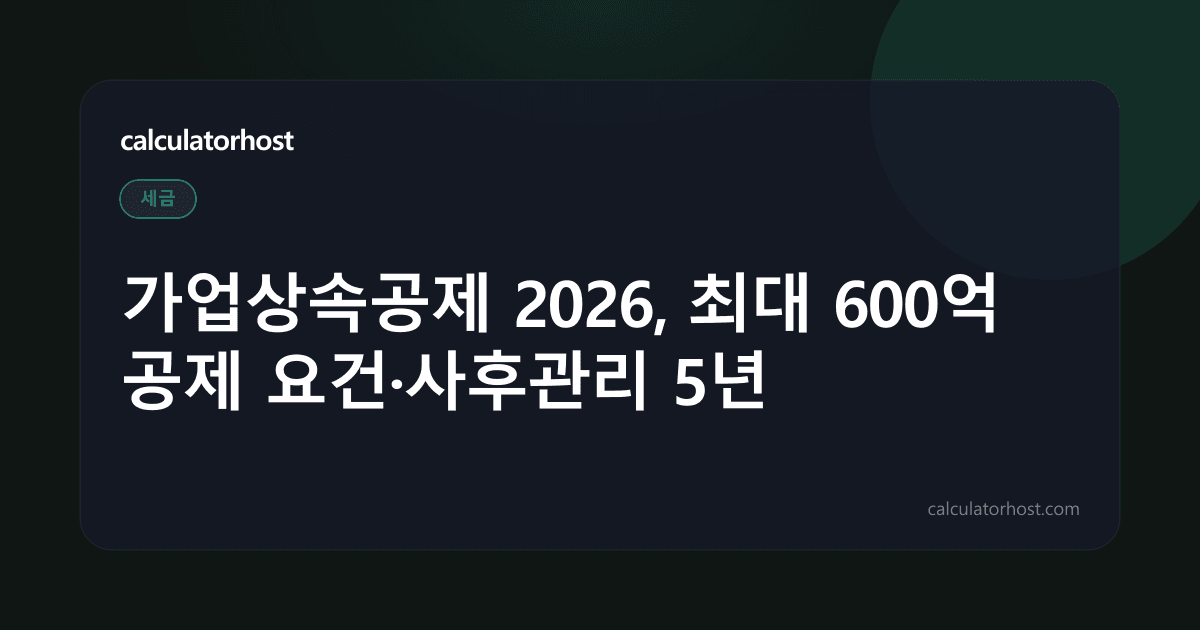 calculatorhost
세금
가업상속공제 2026, 최대 600억
공제 요건·사후관리 5년
calculatorhost.com